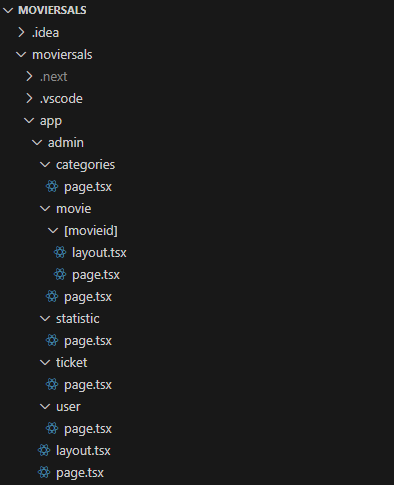 MOVIERSALS
.idea
moviersals
.next
.vscode
app
admin
categories
page.tsx
movie
[movieid]
layout.tsx
page.tsx
page.tsx
statistic
page.tsx
ticket
page.tsx
user
page.tsx
layout.tsx
page.tsx